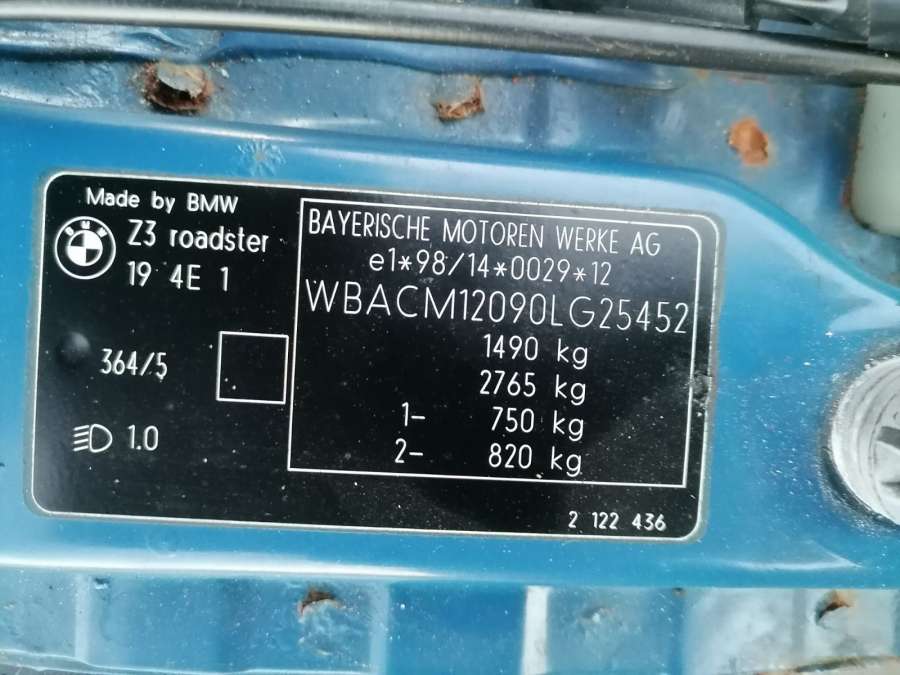 Made by BMW
BMW
Z3 roadster
19 4E 1
364/5
1.0
BAYERISCHE MOTOREN WERKE AG
e1*98/14*0029*12
WBACM12090LG25452
1490 kg
2765 kg
1- 750 kg
2- 820 kg
2 122 436